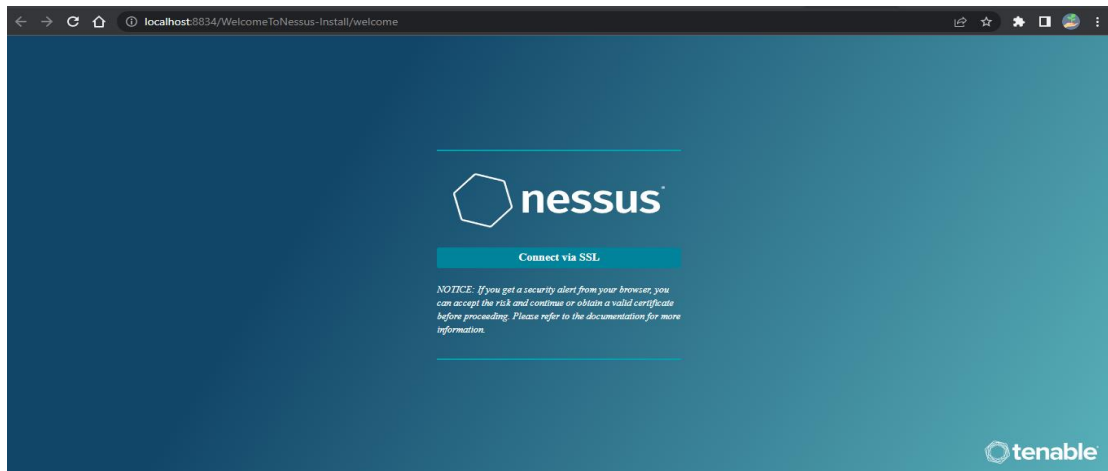 localhost:8834/WelcomeToNessus-Install/welcome
nessus
Connect via SSL
NOTICE: If you get a security alert from your browser, you
can accept the risk and continue or obtain a valid certificate
before proceeding. Please refer to the documentation for more
information.
tenable